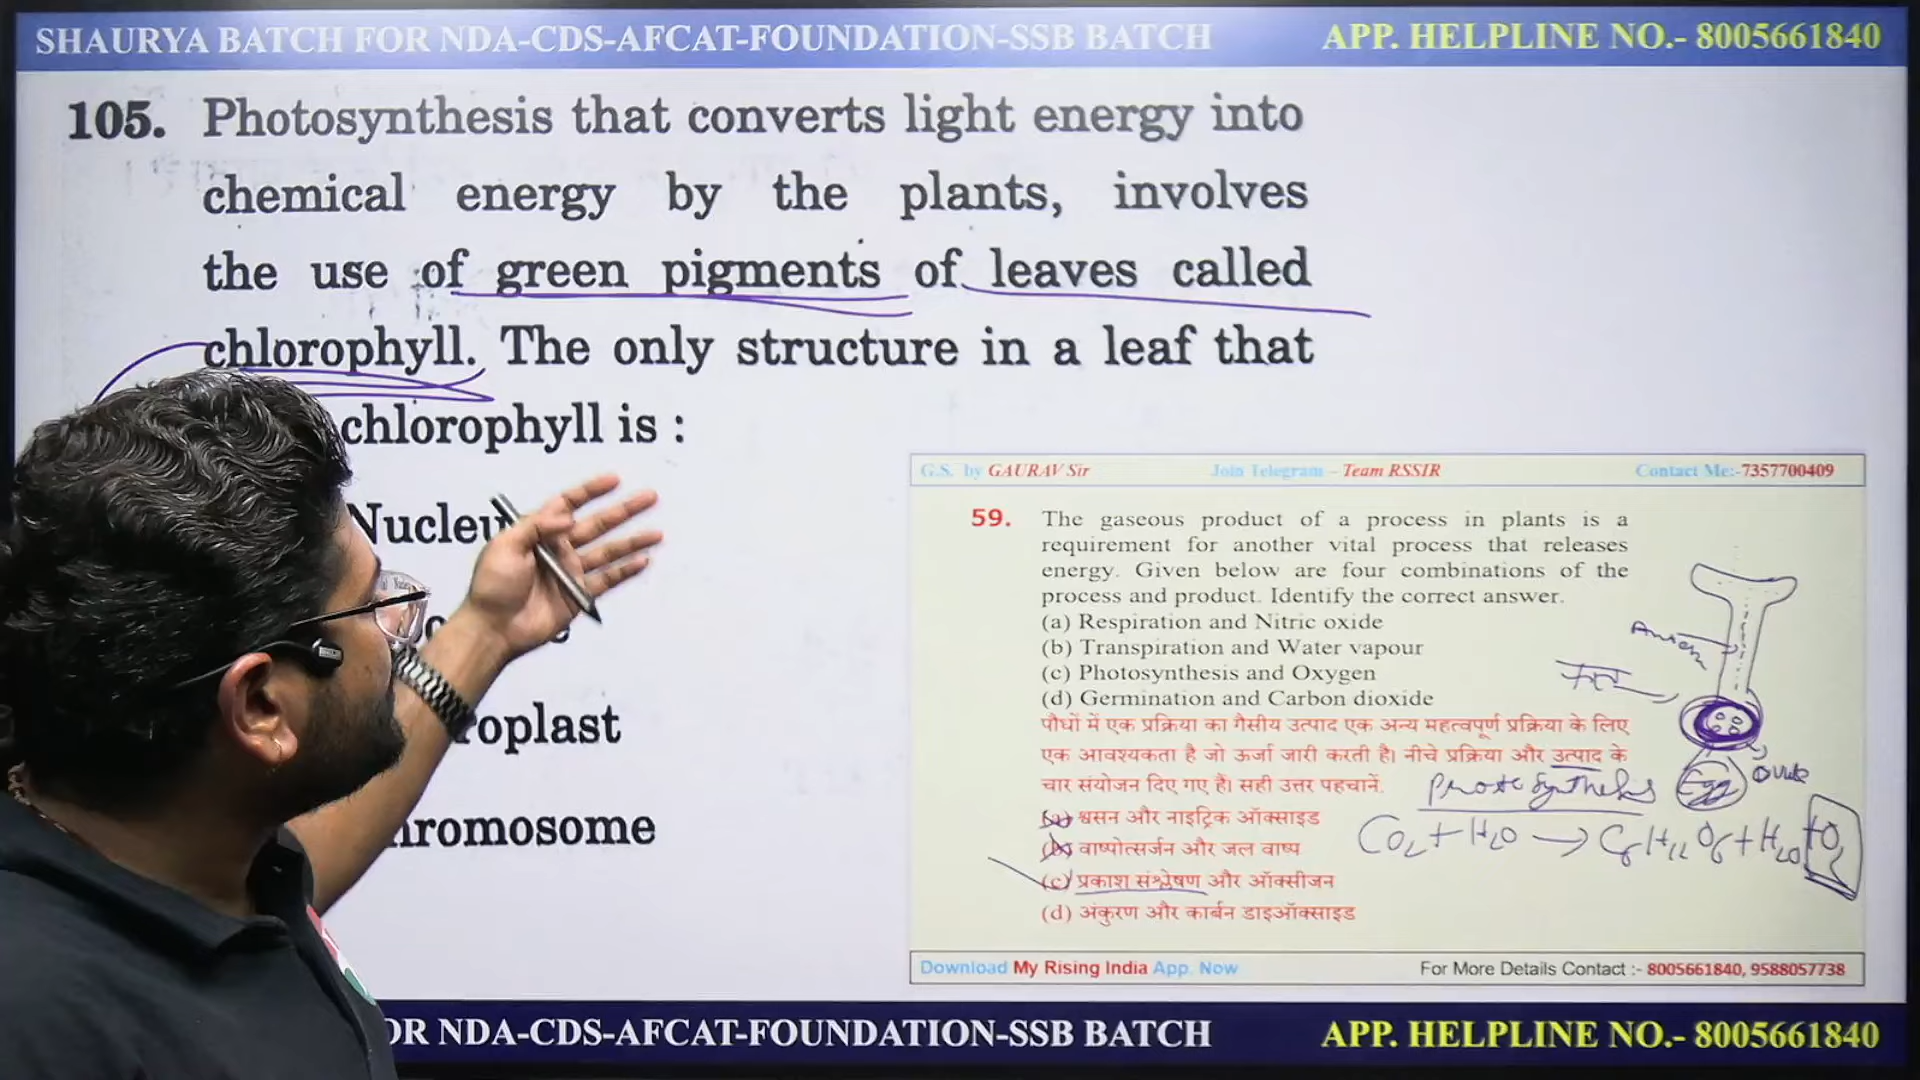 SHAURYA BATCH FOR NDA-CDS-AFCAT-FOUNDATION-SSB BATCH APP. HELPLINE NO.- 8005661840
105. Photosynthesis that converts light energy into
chemical energy by the plants, involves
the use of green pigments of leaves called
chlorophyll. The only structure in a leaf that
chlorophyll is :
Nucleu
roplast
hromosome
G.S. by GAURAV Sir Join Telegram - Team RSSIR Contact Me:-7357700409
59. The gaseous product of a process in plants is a
requirement for another vital process that releases
energy. Given below are four combinations of the
process and product. Identify the correct answer.
(a) Respiration and Nitric oxide
(b) Transpiration and Water vapour
(c) Photosynthesis and Oxygen
(d) Germination and Carbon dioxide
पौधों में एक प्रक्रिया का गैसीय उत्पाद एक अन्य महत्वपूर्ण प्रक्रिया के लिए
एक आवश्यकता है जो ऊर्जा जारी करती है। नीचे प्रक्रिया और उत्पाद के
चार संयोजन दिए गए हैं। सही उत्तर पहचानें.
(a) श्वसन और नाइट्रिक ऑक्साइड
(b) वाष्पोत्सर्जन और जल वाष्प
(c) प्रकाश संश्लेषण और ऑक्सीजन
(d) अंकुरण और कार्बन डाइऑक्साइड
Egg
CO2 + H2O → C6H12O6 + H2O + O2
Download My Rising India App. Now For More Details Contact :- 8005661840, 9588057738
OR NDA-CDS-AFCAT-FOUNDATION-SSB BATCH APP. HELPLINE NO.- 8005661840